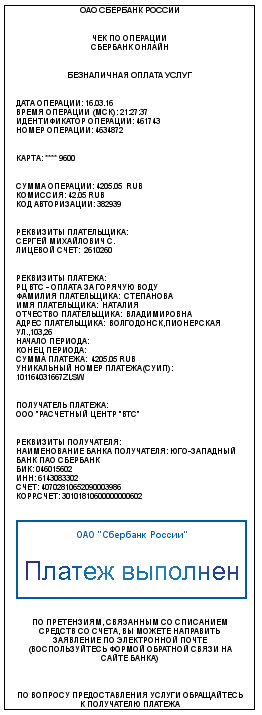 ОАО СБЕРБАНК РОССИИ
ЧЕК ПО ОПЕРАЦИИ
СБЕРБАНК ОНЛАЙН
БЕЗНАЛИЧНАЯ ОПЛАТА УСЛУГ
ДАТА ОПЕРАЦИИ: 16.03.16
ВРЕМЯ ОПЕРАЦИИ (МСК): 21:27:37
ИДЕНТИФИКАТОР ОПЕРАЦИИ: 461743
НОМЕР ОПЕРАЦИИ: 4634872
КАРТА: **** 9600
СУММА ОПЕРАЦИИ: 4205.05 RUB
КОМИССИЯ: 42.05 RUB
КОД АВТОРИЗАЦИИ: 382939
РЕКВИЗИТЫ ПЛАТЕЛЬЩИКА:
СЕРГЕЙ МИХАЙЛОВИЧ С.
ЛИЦЕВОЙ СЧЕТ: 2610260
РЕКВИЗИТЫ ПЛАТЕЖА:
РЦ ВТС - ОПЛАТА ЗА ГОРЯЧУЮ ВОДУ
ФАМИЛИЯ ПЛАТЕЛЬЩИКА: СТЕПАНОВА
ИМЯ ПЛАТЕЛЬЩИКА: НАТАЛИЯ
ОТЧЕСТВО ПЛАТЕЛЬЩИКА: ВЛАДИМИРОВНА
АДРЕС ПЛАТЕЛЬЩИКА: ВОЛГОДОНСК,ПИОНЕРСКАЯ
УЛ.,103,26
НАЧАЛО ПЕРИОДА:
КОНЕЦ ПЕРИОДА:
СУММА ПЛАТЕЖА: 4205.05 RUB
УНИКАЛЬНЫЙ НОМЕР ПЛАТЕЖА(СУИП):
101164031667ZLSW
ПОЛУЧАТЕЛЬ ПЛАТЕЖА:
ООО "РАСЧЕТНЫЙ ЦЕНТР "ВТС"
РЕКВИЗИТЫ ПОЛУЧАТЕЛЯ:
НАИМЕНОВАНИЕ БАНКА ПОЛУЧАТЕЛЯ: ЮГО-ЗАПАДНЫЙ
БАНК ПАО СБЕРБАНК
БИК: 046015602
ИНН: 6143083302
СЧЕТ: 40702810652090003986
КОРР.СЧЕТ: 30101810600000000602
ОАО "Сбербанк России"
Платеж выполнен
ПО ПРЕТЕНЗИЯМ, СВЯЗАННЫМ СО СПИСАНИЕМ
СРЕДСТВ СО СЧЕТА, ВЫ МОЖЕТЕ НАПРАВИТЬ
ЗАЯВЛЕНИЕ ПО ЭЛЕКТРОННОЙ ПОЧТЕ
(ВОСПОЛЬЗУЙТЕСЬ ФОРМОЙ ОБРАТНОЙ СВЯЗИ НА
САЙТЕ БАНКА)
ПО ВОПРОСУ ПРЕДОСТАВЛЕНИЯ УСЛУГИ ОБРАЩАЙТЕСЬ
К ПОЛУЧАТЕЛЮ ПЛАТЕЖА